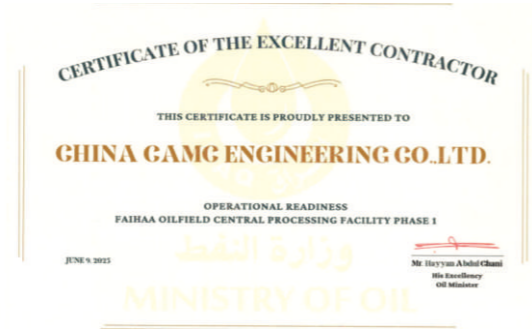 CERTIFICATE OF THE EXCELLENT CONTRACTOR
THIS CERTIFICATE IS PROUDLY PRESENTED TO
CHINA CAMC ENGINEERING CO.,LTD.
OPERATIONAL READINESS
FAIHAA OILFIELD CENTRAL PROCESSING FACILITY PHASE 1
وزارة النفط
MINISTRY OF OIL
JUNE 9, 2025
Mr. Hayyan Abdul Ghani
His Excellency
Oil Minister